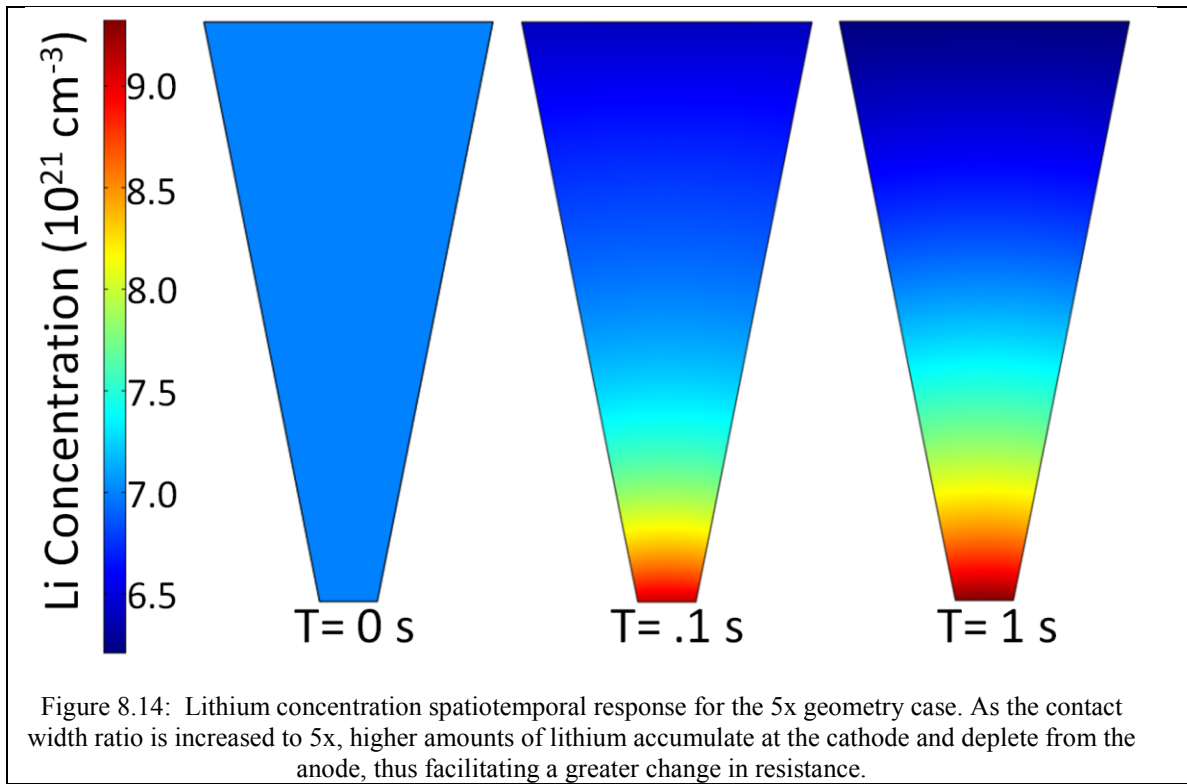 Li Concentration (10²¹ cm⁻³)
9.0
8.5
8.0
7.5
7.0
6.5
T= 0 s
T= .1 s
T= 1 s
Figure 8.14:  Lithium concentration spatiotemporal response for the 5x geometry case. As the contact
width ratio is increased to 5x, higher amounts of lithium accumulate at the cathode and deplete from the
anode, thus facilitating a greater change in resistance.